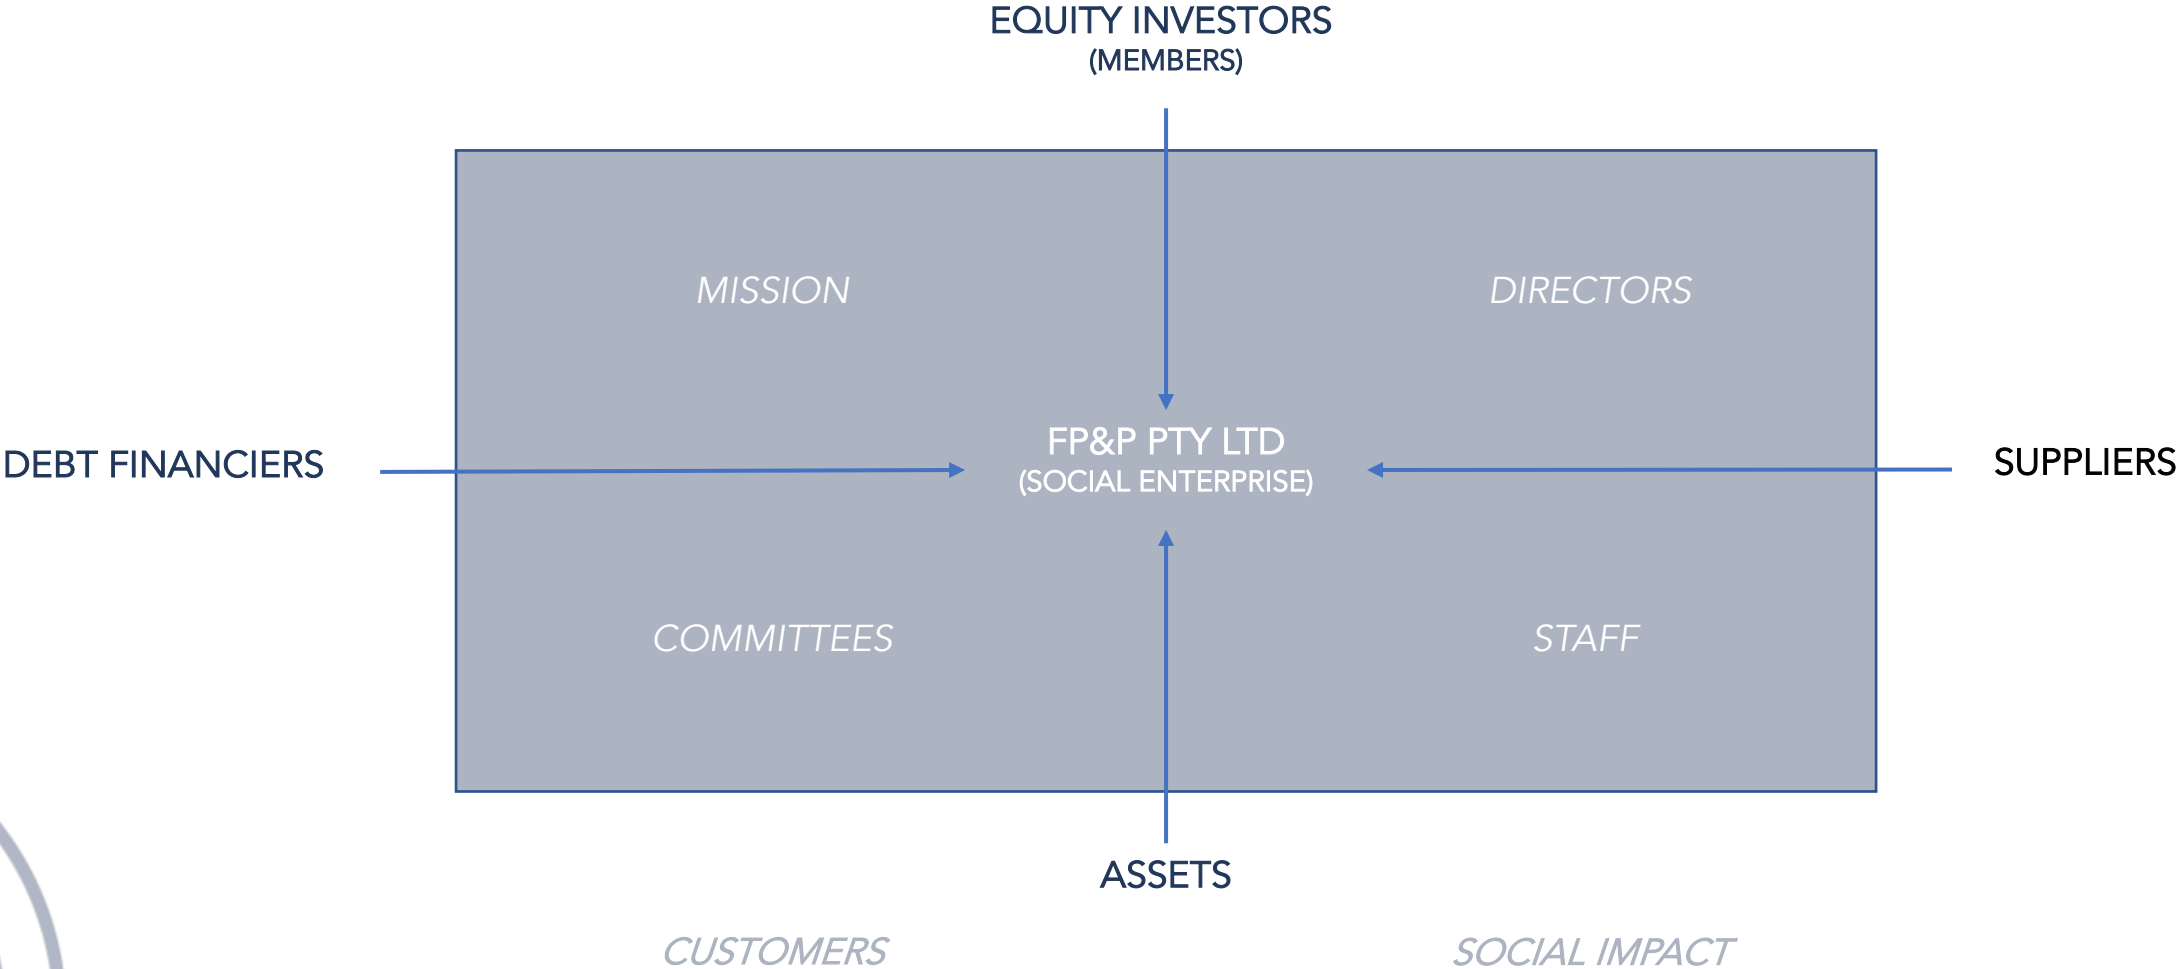 EQUITY INVESTORS
(MEMBERS)
MISSION
DIRECTORS
FP&P PTY LTD
(SOCIAL ENTERPRISE)
DEBT FINANCIERS
SUPPLIERS
COMMITTEES
STAFF
ASSETS
CUSTOMERS
SOCIAL IMPACT